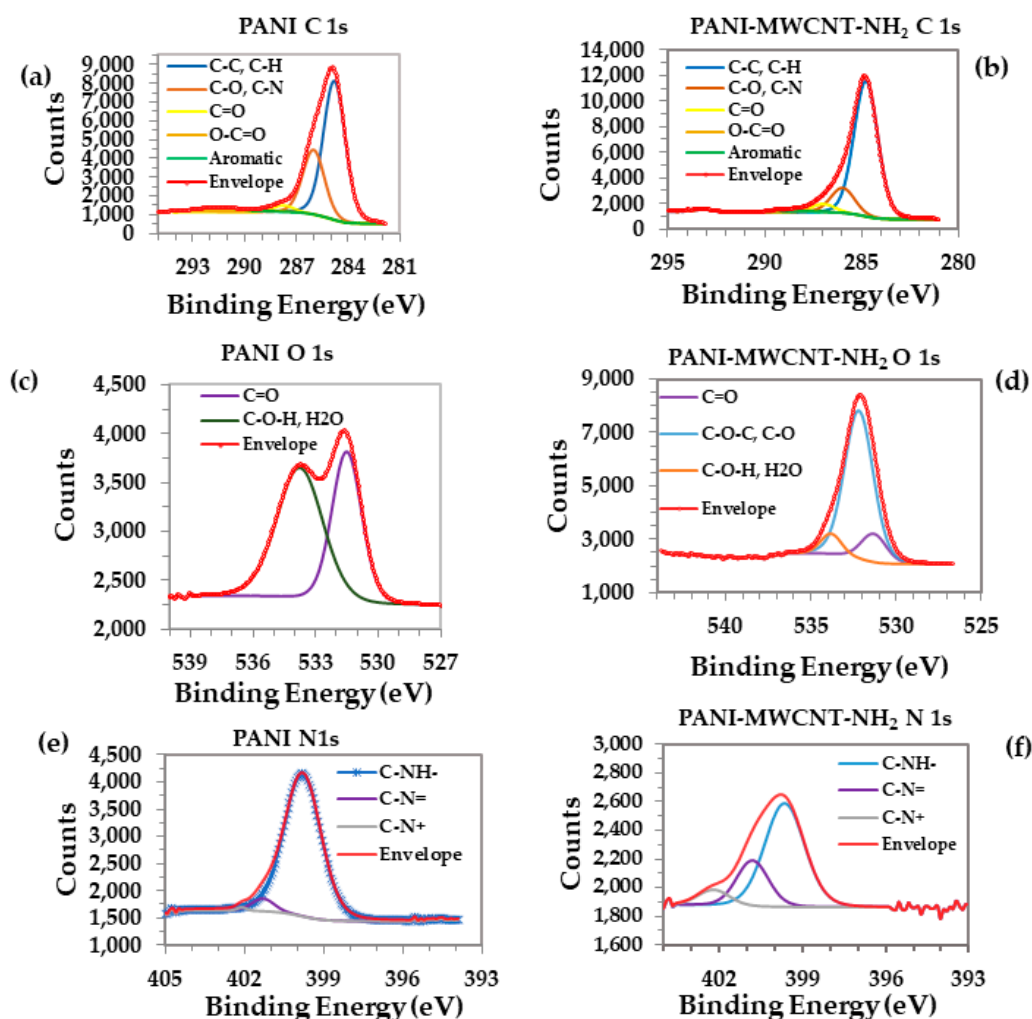 PANI C 1s
(a)
Counts
9,000
8,000
7,000
6,000
5,000
4,000
3,000
2,000
1,000
0
C-C, C-H
C-O, C-N
C=O
O-C=O
Aromatic
Envelope
293 290 287 284 281
Binding Energy (eV)
PANI-MWCNT-NH₂ C 1s
(b)
Counts
14,000
12,000
10,000
8,000
6,000
4,000
2,000
0
C-C, C-H
C-O, C-N
C=O
O-C=O
Aromatic
Envelope
295 290 285 280
Binding Energy (eV)
PANI O 1s
(c)
Counts
4,500
4,000
3,500
3,000
2,500
2,000
C=O
C-O-H, H2O
Envelope
539 536 533 530 527
Binding Energy (eV)
PANI-MWCNT-NH₂ O 1s
(d)
Counts
9,000
7,000
5,000
3,000
1,000
C=O
C-O-C, C-O
C-O-H, H2O
Envelope
540 535 530 525
Binding Energy (eV)
PANI N1s
(e)
Counts
4,500
4,000
3,500
3,000
2,500
2,000
1,500
1,000
C-NH-
C-N=
C-N+
Envelope
405 402 399 396 393
Binding Energy (eV)
PANI-MWCNT-NH₂ N 1s
(f)
Counts
3,000
2,800
2,600
2,400
2,200
2,000
1,800
1,600
C-NH-
C-N=
C-N+
Envelope
402 399 396 393
Binding Energy (eV)